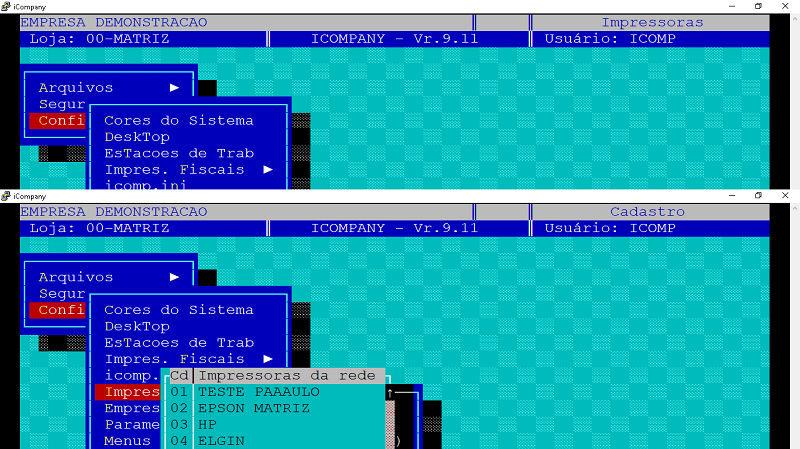 iCompany
EMPRESA DEMONSTRACAO Impressoras
Loja: 00-MATRIZ ICOMPANY - Vr.9.11 Usuário: ICOMP
Arquivos
Segur
Confi
Cores do Sistema
DeskTop
EsTacoes de Trab
Impres. Fiscais
icomp.ini
iCompany
EMPRESA DEMONSTRACAO Cadastro
Loja: 00-MATRIZ ICOMPANY - Vr.9.11 Usuário: ICOMP
Arquivos
Segur
Confi
Cores do Sistema
DeskTop
EsTacoes de Trab
Impres. Fiscais
icomp.
Cd Impressoras da rede
Impres 01 TESTE PAAAULO
Empres 02 EPSON MATRIZ
Parame 03 HP
Menus 04 ELGIN )